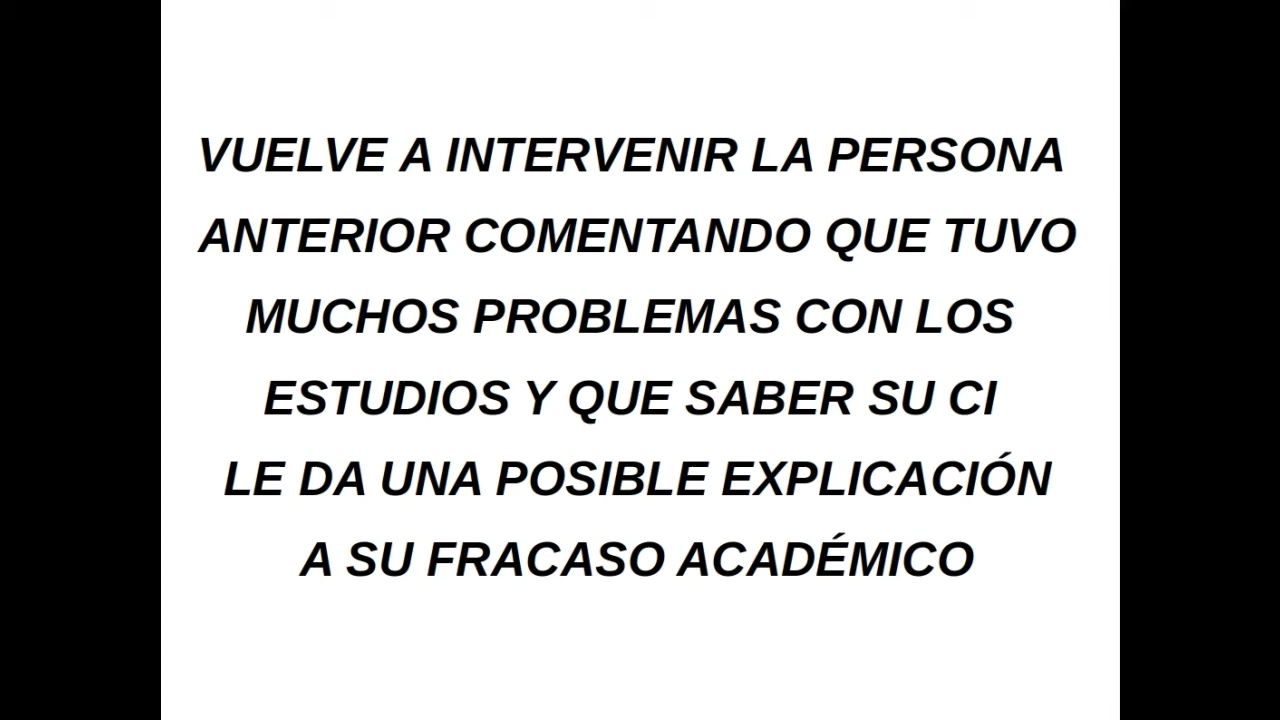 VUELVE A INTERVENIR LA PERSONA
ANTERIOR COMENTANDO QUE TUVO
MUCHOS PROBLEMAS CON LOS
ESTUDIOS Y QUE SABER SU CI
LE DA UNA POSIBLE EXPLICACIÓN
A SU FRACASO ACADÉMICO